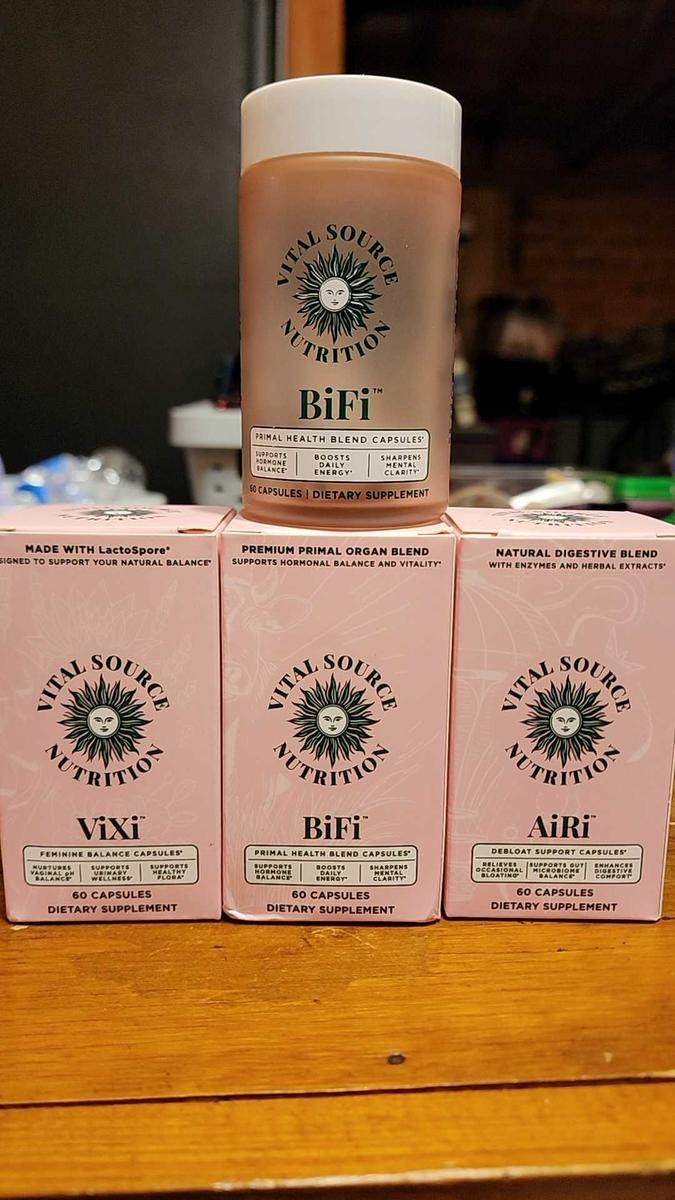 VITAL SOURCE
NUTRITION
BiFi™
PRIMAL HEALTH BLEND CAPSULES*
SUPPORTS HORMONE BALANCE*
BOOSTS DAILY ENERGY*
SHARPENS MENTAL CLARITY*
60 CAPSULES | DIETARY SUPPLEMENT
MADE WITH LactoSpore®
SIGNED TO SUPPORT YOUR NATURAL BALANCE*
VITAL SOURCE
NUTRITION
ViXi™
FEMININE BALANCE CAPSULES*
NURTURES VAGINAL pH BALANCE*
SUPPORTS URINARY WELLNESS*
SUPPORTS HEALTHY FLORA*
60 CAPSULES
DIETARY SUPPLEMENT
PREMIUM PRIMAL ORGAN BLEND
SUPPORTS HORMONAL BALANCE AND VITALITY*
VITAL SOURCE
NUTRITION
BiFi™
PRIMAL HEALTH BLEND CAPSULES*
SUPPORTS HORMONE BALANCE*
BOOSTS DAILY ENERGY*
SHARPENS MENTAL CLARITY*
60 CAPSULES
DIETARY SUPPLEMENT
NATURAL DIGESTIVE BLEND
WITH ENZYMES AND HERBAL EXTRACTS*
VITAL SOURCE
NUTRITION
AiRi™
DEBLOAT SUPPORT CAPSULES*
RELIEVES OCCASIONAL BLOATING*
SUPPORTS GUT MICROBIOME BALANCE*
ENHANCES DIGESTIVE COMFORT*
60 CAPSULES
DIETARY SUPPLEMENT